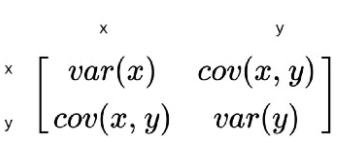 x y
x var(x) cov(x, y)
y cov(x, y) var(y)